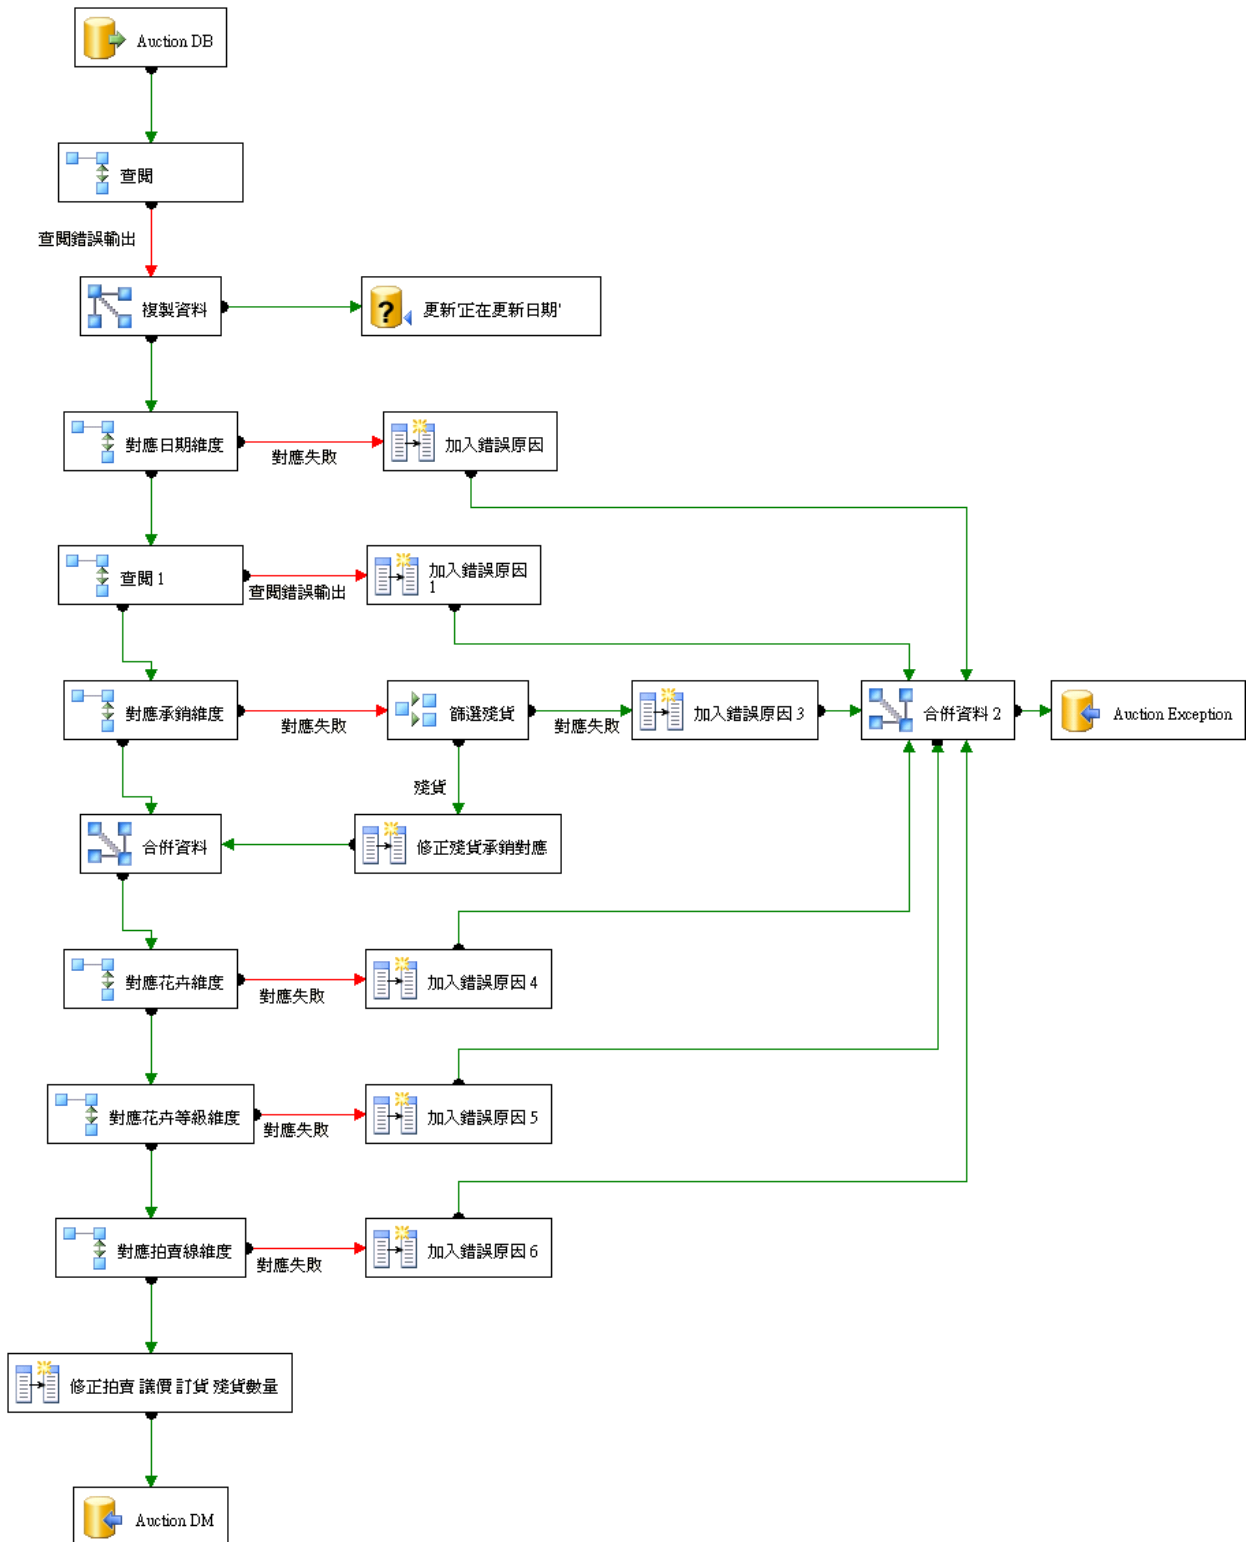 Auction DB
查閱
查閱錯誤輸出
複製資料
更新'正在更新日期'
對應日期維度
對應失敗
加入錯誤原因
查閱 1
查閱錯誤輸出
加入錯誤原因
1
對應承銷維度
對應失敗
篩選殘貨
對應失敗
加入錯誤原因 3
合併資料 2
Auction Exception
殘貨
合併資料
修正殘貨承銷對應
對應花卉維度
對應失敗
加入錯誤原因 4
對應花卉等級維度
對應失敗
加入錯誤原因 5
對應拍賣線維度
對應失敗
加入錯誤原因 6
修正拍賣 議價 訂貨 殘貨數量
Auction DM